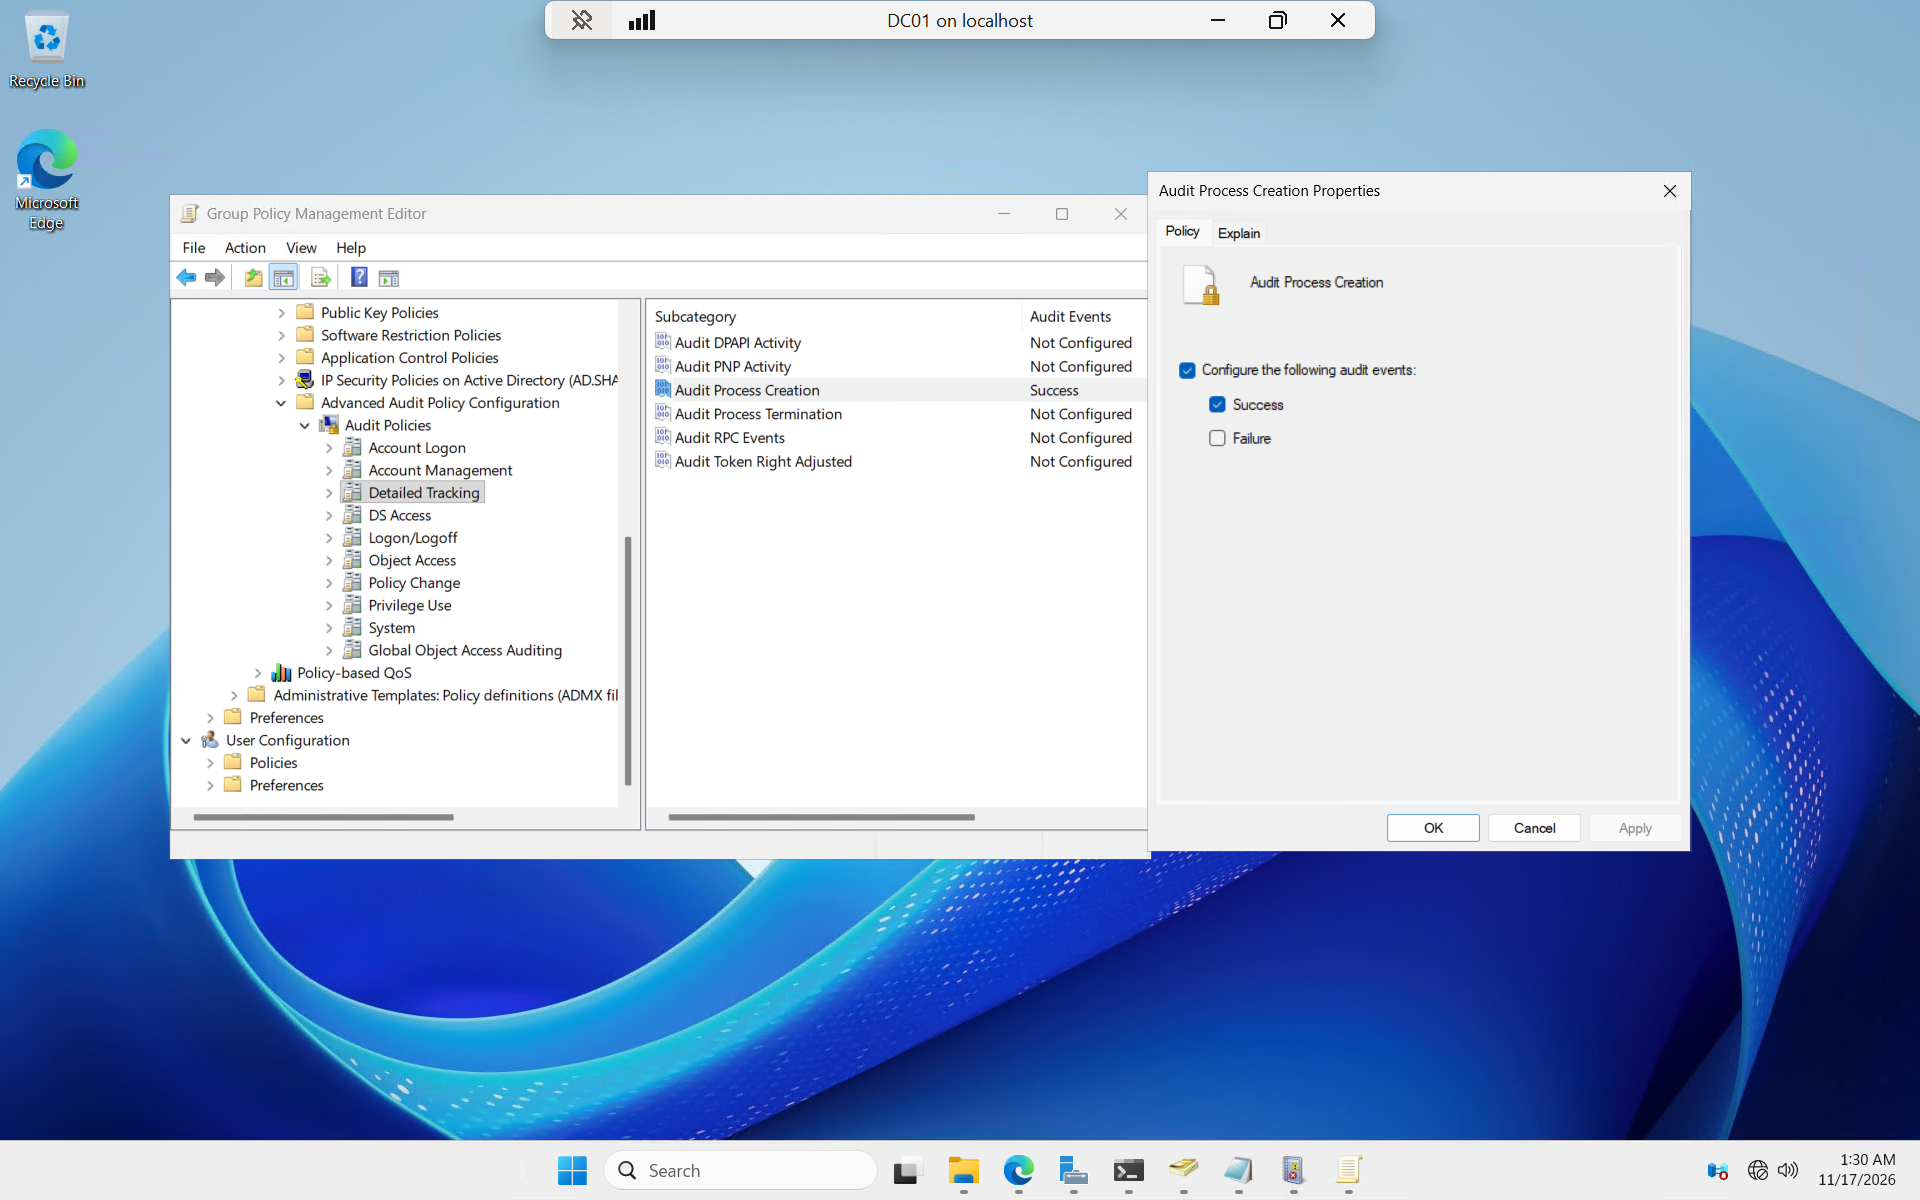 DC01 on localhost
Recycle Bin
Microsoft
Edge
Group Policy Management Editor
File Action View Help
Public Key Policies
Software Restriction Policies
Application Control Policies
IP Security Policies on Active Directory (AD.SHA
Advanced Audit Policy Configuration
Audit Policies
Account Logon
Account Management
Detailed Tracking
DS Access
Logon/Logoff
Object Access
Policy Change
Privilege Use
System
Global Object Access Auditing
Policy-based QoS
Administrative Templates: Policy definitions (ADMX fil
Preferences
User Configuration
Policies
Preferences
Subcategory Audit Events
Audit DPAPI Activity Not Configured
Audit PNP Activity Not Configured
Audit Process Creation Success
Audit Process Termination Not Configured
Audit RPC Events Not Configured
Audit Token Right Adjusted Not Configured
Audit Process Creation Properties
Policy Explain
Audit Process Creation
Configure the following audit events:
Success
Failure
OK Cancel Apply
Search
1:30 AM
11/17/2026